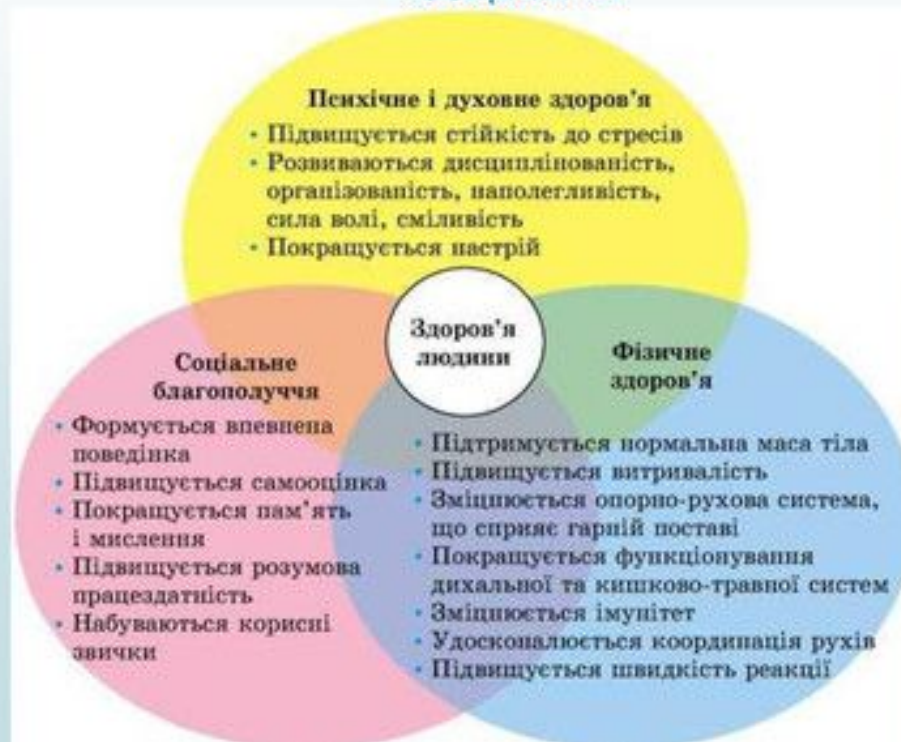 Психічне і духовне здоров'я
• Підвищується стійкість до стресів
• Розвиваються дисциплінованість,
організованість, наполегливість,
сила волі, сміливість
• Покращується настрій
Здоров'я
людини
Соціальне
благополуччя
• Формується впевнена
поведінка
• Підвищується самооцінка
• Покращується пам'ять
і мислення
• Підвищується розумова
працездатність
• Набуваються корисні
звички
Фізичне
здоров'я
• Підтримується нормальна маса тіла
• Підвищується витривалість
• Зміцнюється опорно-рухова система,
що сприяє гарній поставі
• Покращується функціонування
дихальної та кишково-травної систем
• Зміцнюється імунітет
• Удосконалюється координація рухів
• Підвищується швидкість реакції